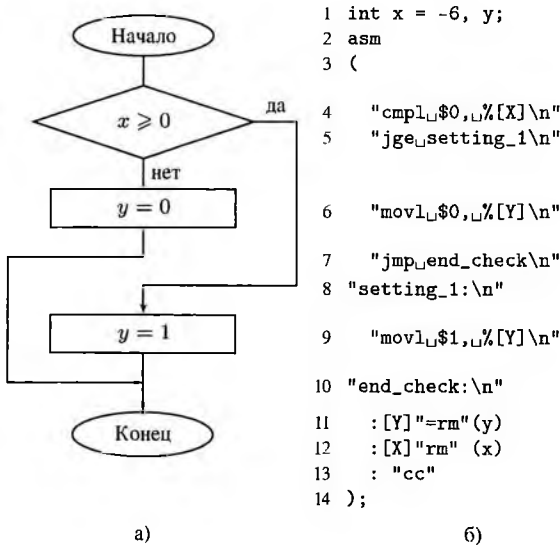 Начало
x ⩾ 0
да
нет
y = 0
y = 1
Конец
а)
1 int x = -6, y;
2 asm
3 (
4 "cmpl␣$0,␣%[X]\n"
5 "jge␣setting_1\n"
6 "movl␣$0,␣%[Y]\n"
7 "jmp␣end_check\n"
8 "setting_1:\n"
9 "movl␣$1,␣%[Y]\n"
10 "end_check:\n"
11 :[Y]"=rm"(y)
12 :[X]"rm" (x)
13 : "cc"
14 );
б)